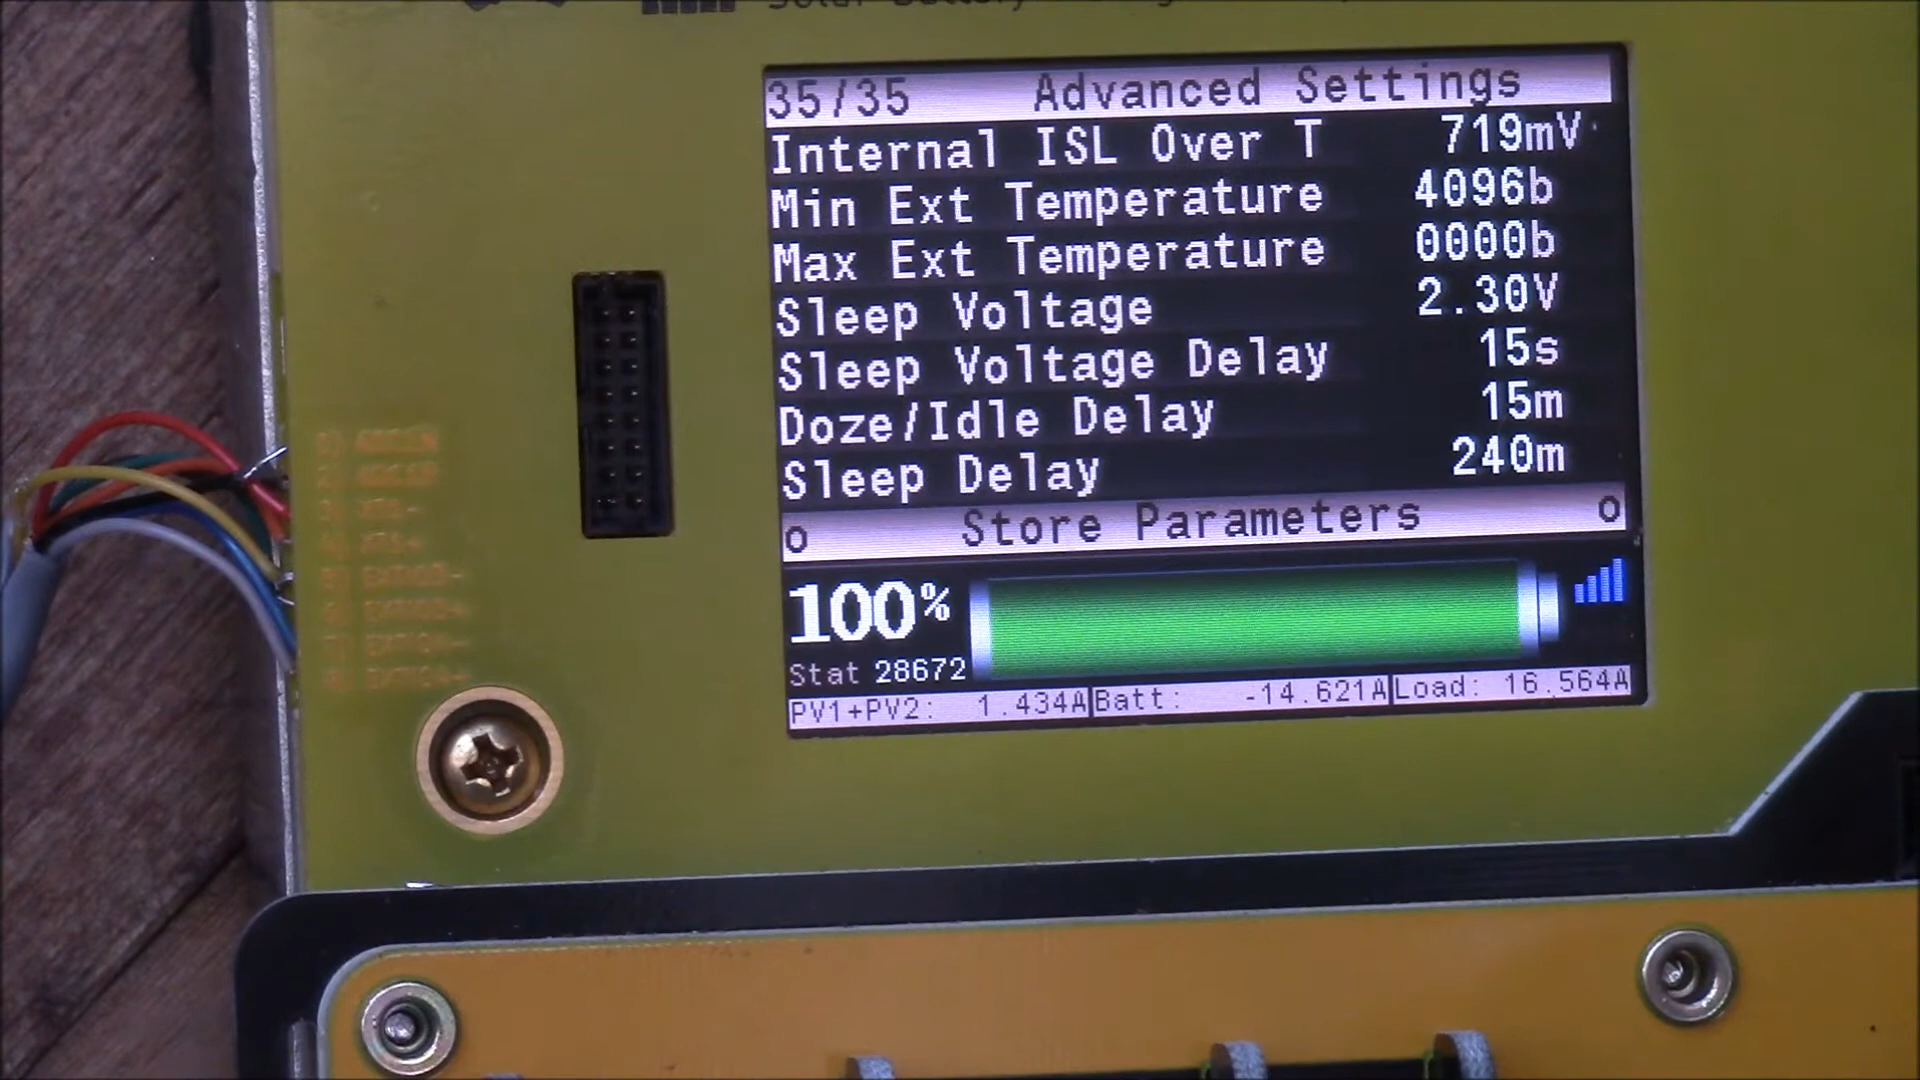 35/35 Advanced Settings
Internal ISL Over T 719mV
Min Ext Temperature 4096b
Max Ext Temperature 0000b
Sleep Voltage 2.30V
Sleep Voltage Delay 15s
Doze/Idle Delay 15m
Sleep Delay 240m
o Store Parameters o
100%
Stat 28672
PV1+PV2: 1.434A Batt: -14.621A Load: 16.564A